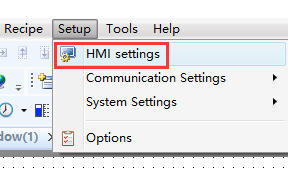 Recipe Setup Tools Help
HMI settings
Communication Settings
System Settings
dow(1)
Options